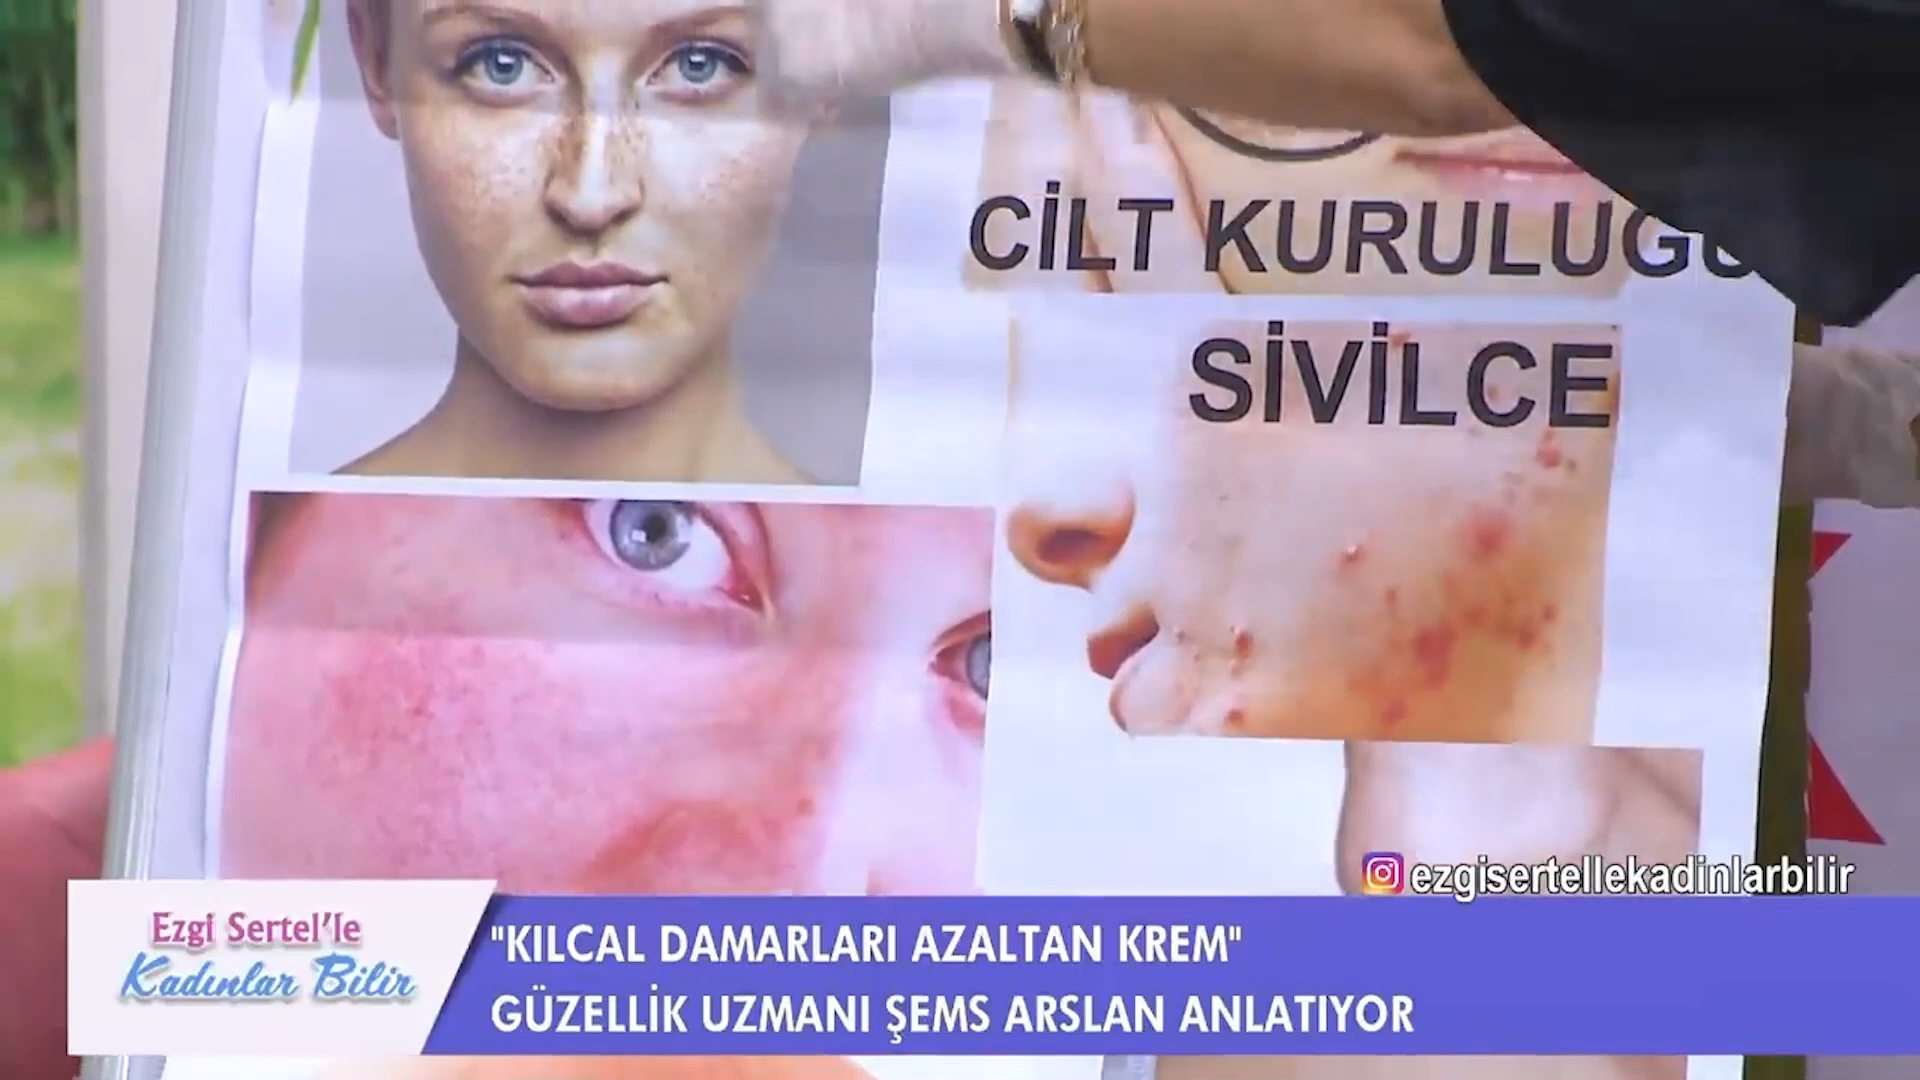 CİLT KURULUĞU
SİVİLCE
ezgisertellekadinlarbilir
Ezgi Sertel'le
Kadınlar Bilir
"KILCAL DAMARLARI AZALTAN KREM"
GÜZELLİK UZMANI ŞEMS ARSLAN ANLATIYOR